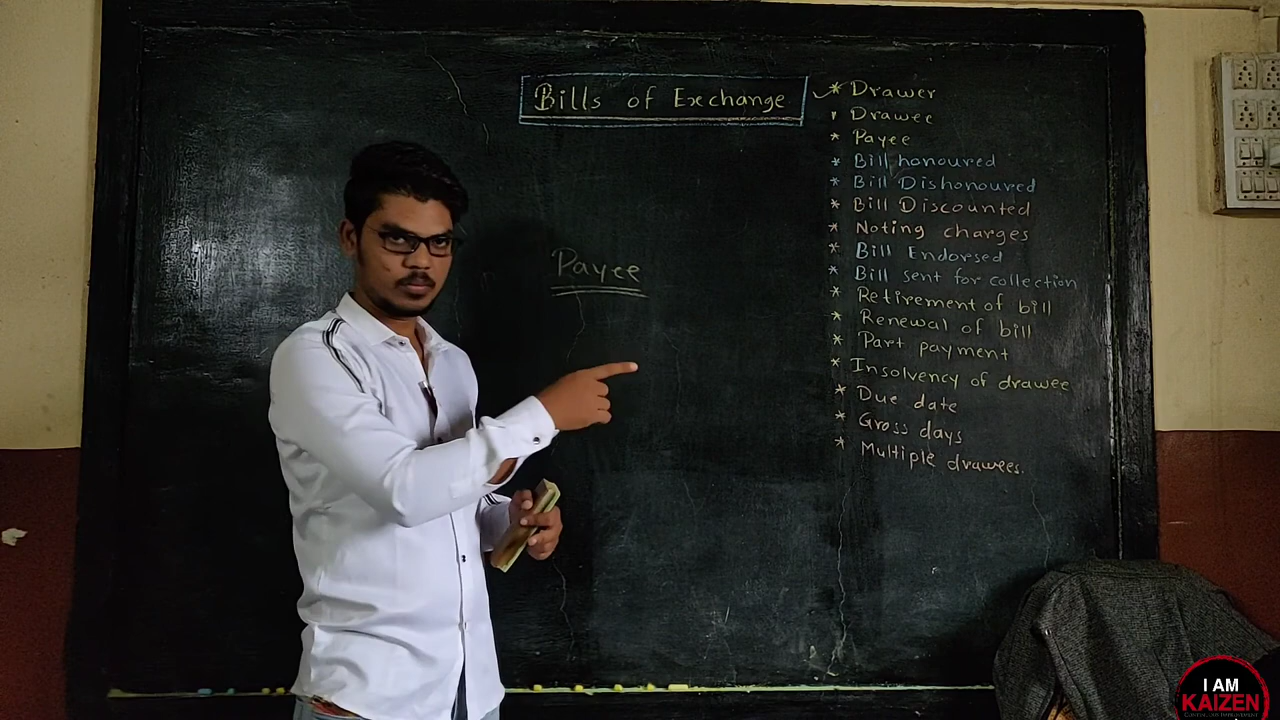 Bills of Exchange
* Drawer
* Drawee
* Payee
* Bill honoured
* Bill Dishonoured
* Bill Discounted
* Noting charges
* Bill Endorsed
* Bill sent for collection
* Retirement of bill
* Renewal of bill
* Part payment
* Insolvency of drawee
* Due date
* Gross days
* Multiple drawees.
Payee
I AM
KAIZEN